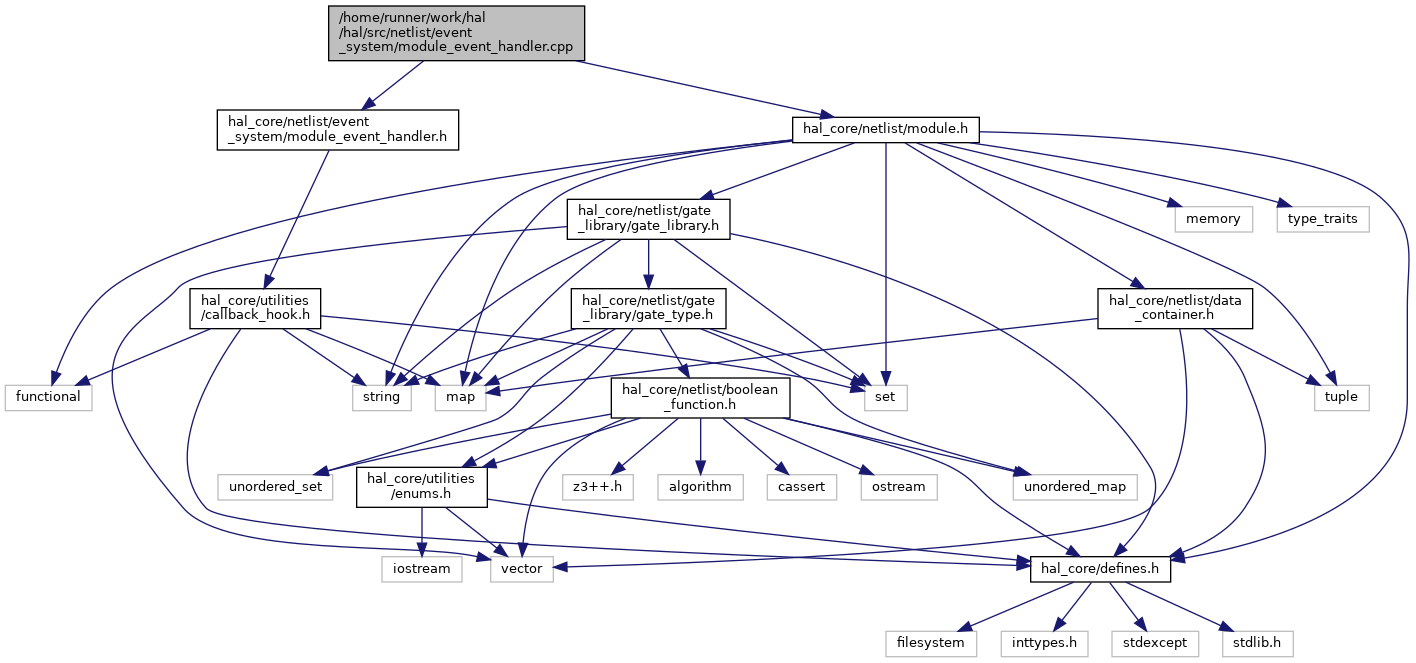 /home/runner/work/hal
/hal/src/netlist/event
_system/module_event_handler.cpp
hal_core/netlist/event
_system/module_event_handler.h
hal_core/netlist/module.h
hal_core/netlist/gate
_library/gate_library.h
memory
type_traits
hal_core/utilities
/callback_hook.h
hal_core/netlist/gate
_library/gate_type.h
hal_core/netlist/data
_container.h
functional
string
map
hal_core/netlist/boolean
_function.h
set
tuple
unordered_set
hal_core/utilities
/enums.h
z3++.h
algorithm
cassert
ostream
unordered_map
iostream
vector
hal_core/defines.h
filesystem
inttypes.h
stdexcept
stdlib.h